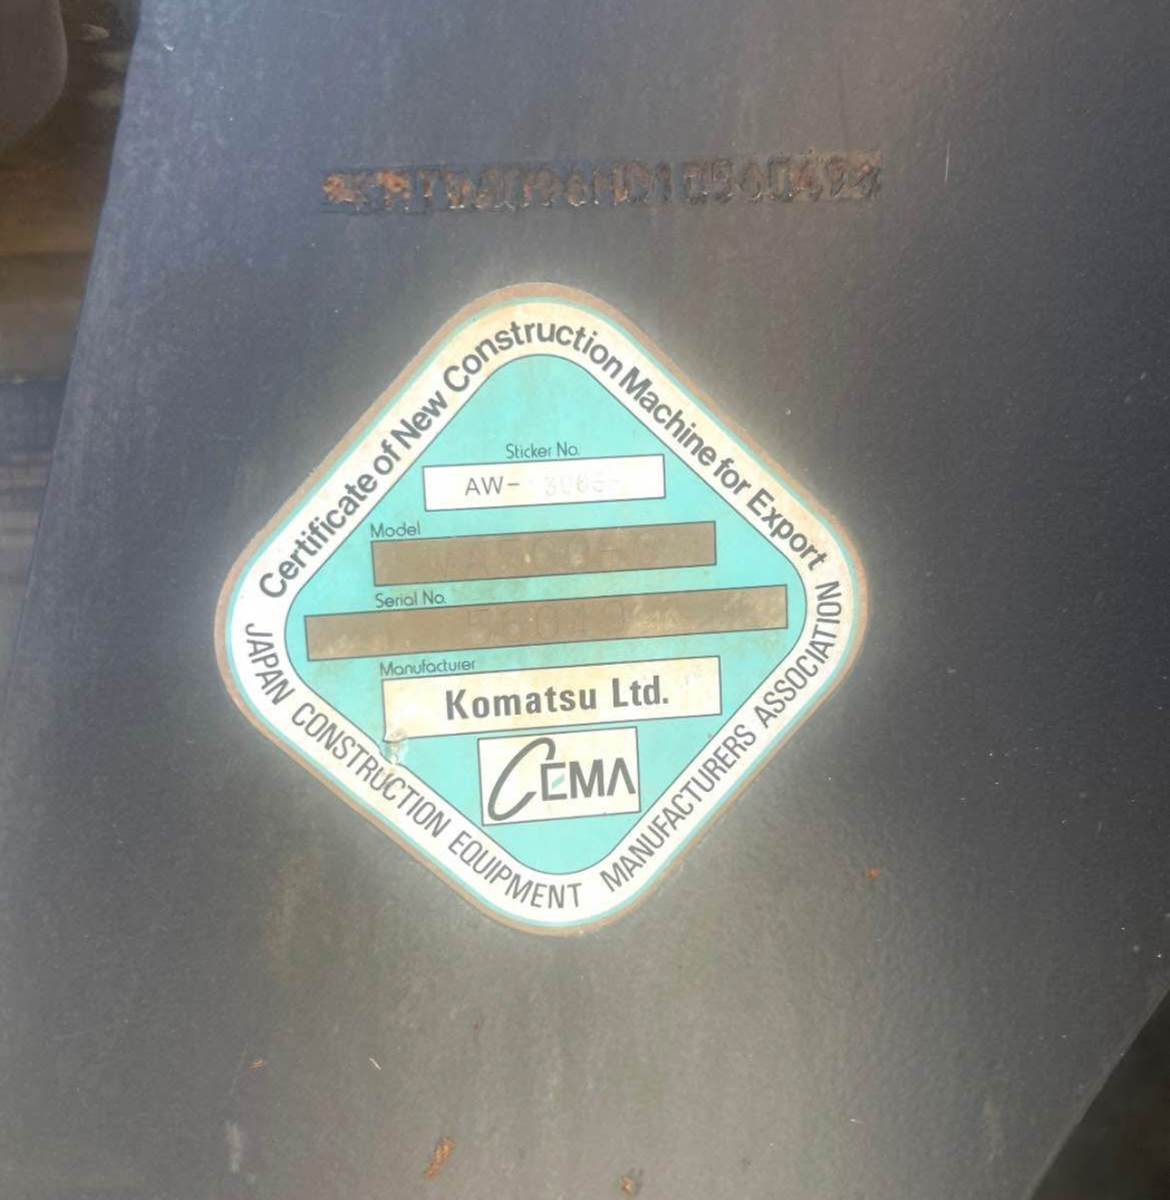 Certificate of New Construction Machine for Export
Sticker No.
AW-
Model
Serial No.
Manufacturer
Komatsu Ltd.
CEMA
JAPAN CONSTRUCTION EQUIPMENT MANUFACTURERS ASSOCIATION